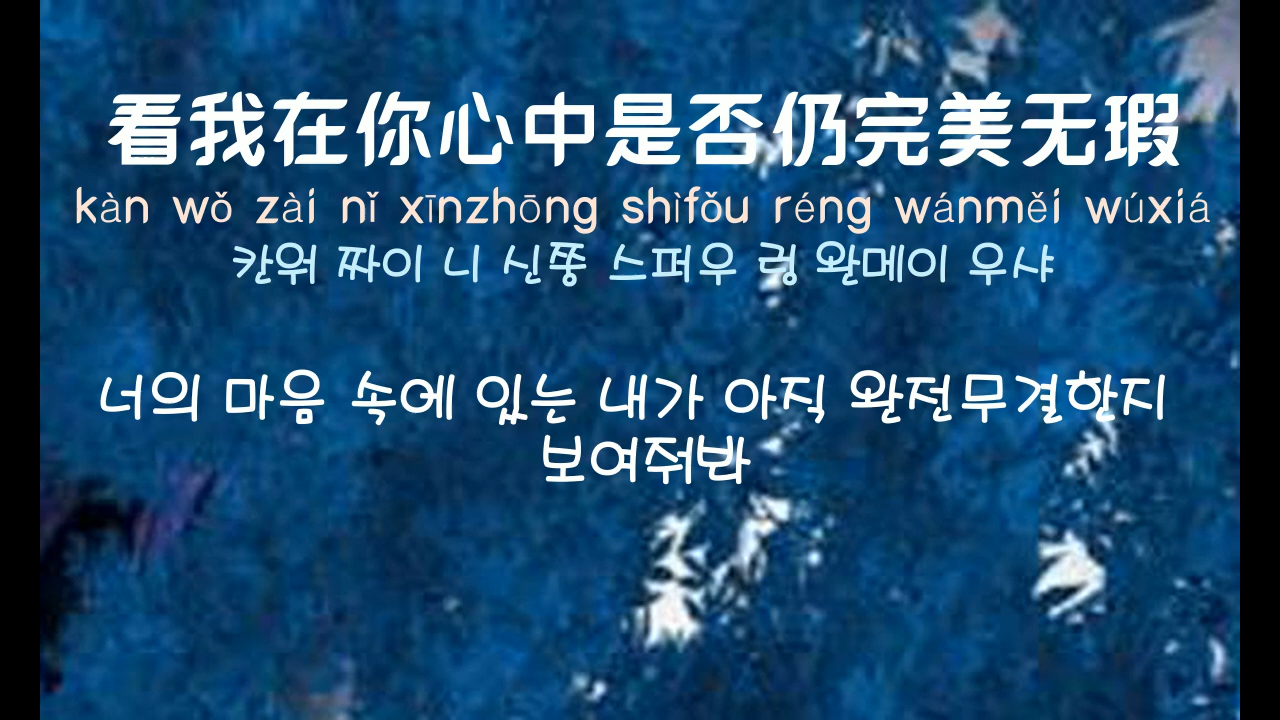 看我在你心中是否仍完美无瑕
kàn wǒ zài nǐ xīnzhōng shìfǒu réng wánměi wúxiá
칸워 짜이 니 신쭝 스퍼우 렁 완메이 우샤
너의 마음 속에 있는 내가 아직 완전무결한지
보여줘봐